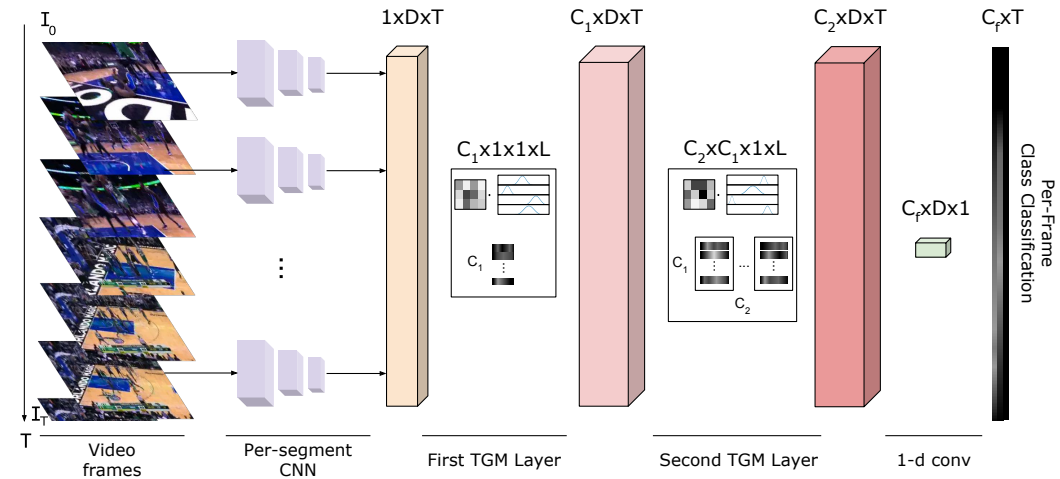 I0
1xDxT
C1xDxT
C2xDxT
CfxT
C1x1x1xL
C2xC1x1xL
CfxDx1
C1
C1
C2
...
Per-Frame
Class Classification
IT
T
Video
frames
Per-segment
CNN
First TGM Layer
Second TGM Layer
1-d conv